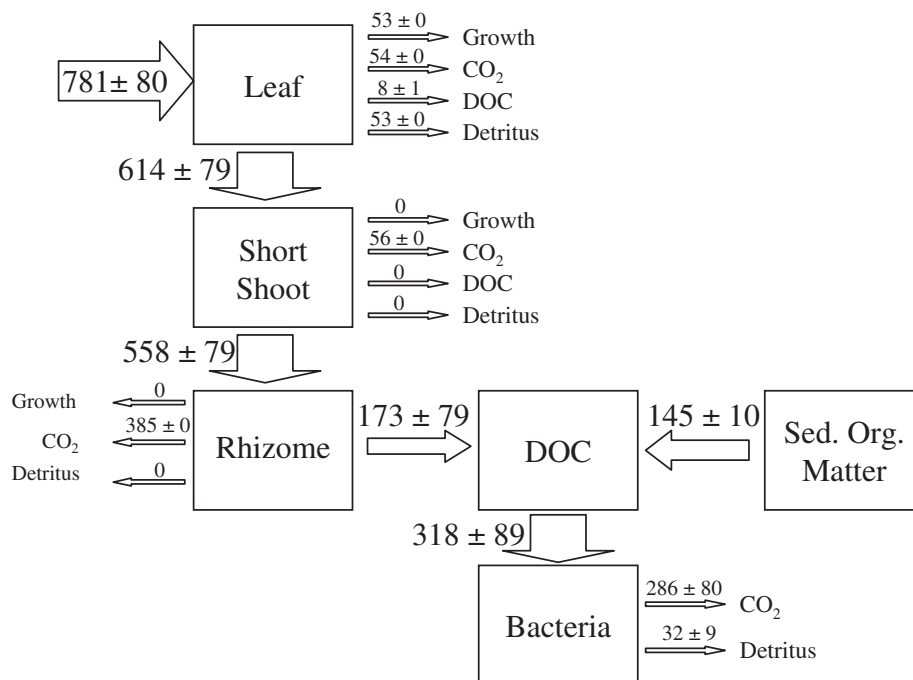 53 ± 0
Growth
781± 80
Leaf
54 ± 0
CO₂
8 ± 1
DOC
53 ± 0
Detritus
614 ± 79
0
Growth
Short
Shoot
56 ± 0
CO₂
0
DOC
0
Detritus
558 ± 79
Growth
0
CO₂
385 ± 0
Detritus
0
Rhizome
173 ± 79
DOC
145 ± 10
Sed. Org.
Matter
318 ± 89
Bacteria
286 ± 80
CO₂
32 ± 9
Detritus